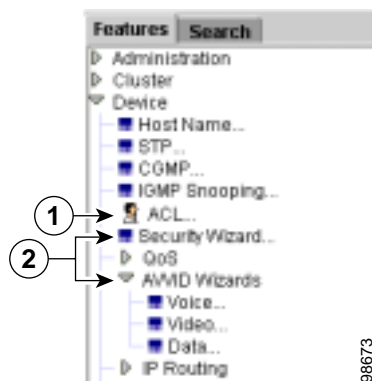 Features Search
Administration
Cluster
Device
Host Name...
STP...
CGMP...
IGMP Snooping...
1 ACL...
Security Wizard...
2
QoS
AVVID Wizards
Voice...
Video...
Data...
IP Routing
98673